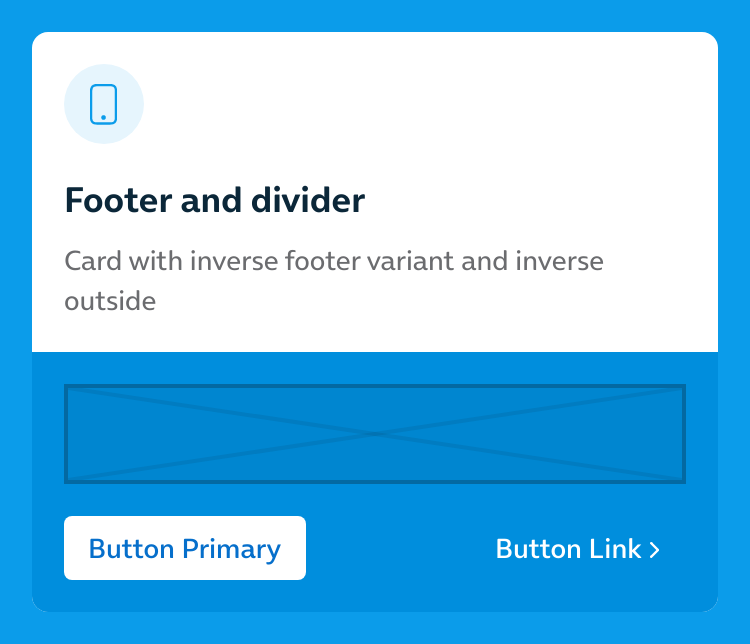 Footer and divider
Card with inverse footer variant and inverse
outside
Button Primary
Button Link